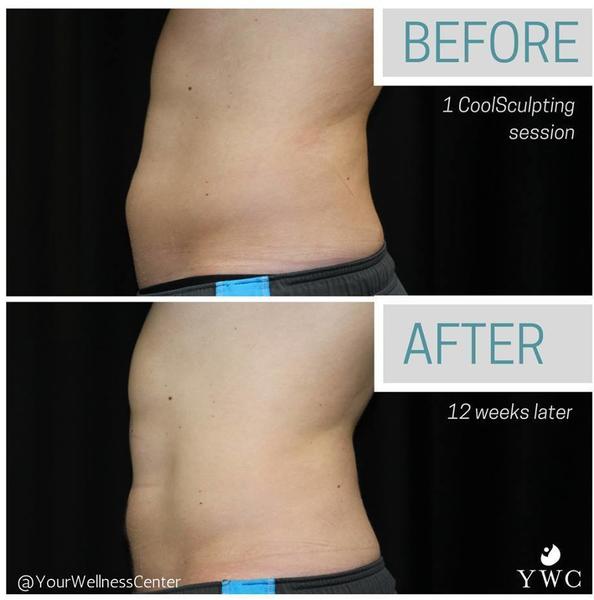 BEFORE
1 CoolSculpting
session
AFTER
12 weeks later
@YourWellnessCenter
YWC